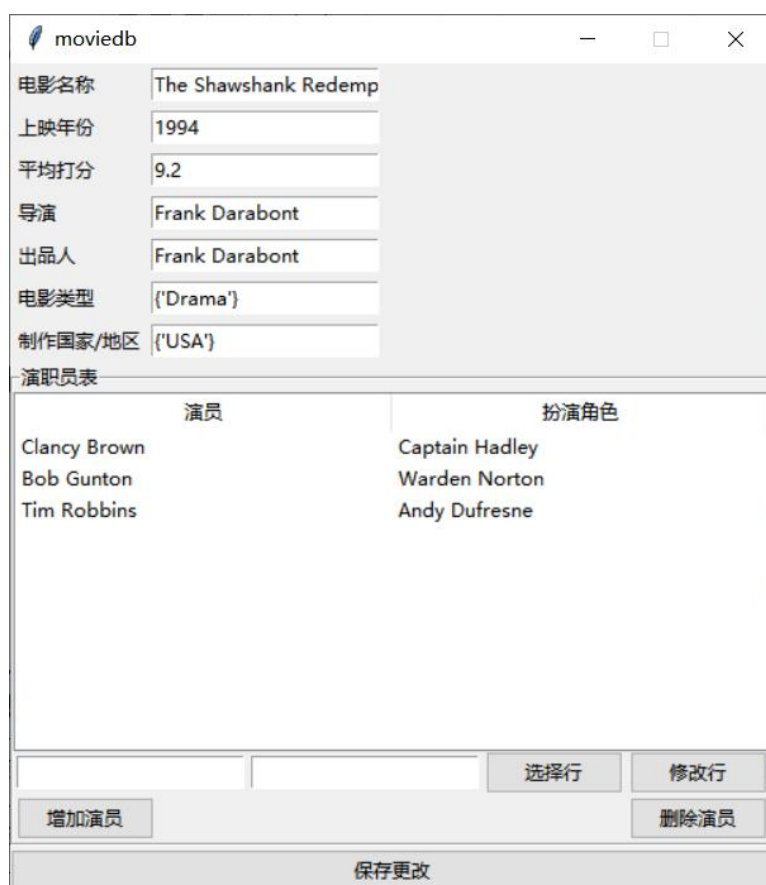 moviedb
电影名称 The Shawshank Redemp
上映年份 1994
平均打分 9.2
导演 Frank Darabont
出品人 Frank Darabont
电影类型 {'Drama'}
制作国家/地区 {'USA'}
演职员表
演员 扮演角色
Clancy Brown Captain Hadley
Bob Gunton Warden Norton
Tim Robbins Andy Dufresne
选择行 修改行
增加演员 删除演员
保存更改